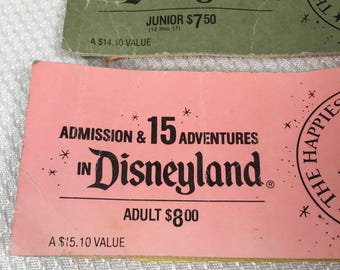 JUNIOR $7.50
(12 thru 17)
A $14.10 VALUE
ADMISSION & 15 ADVENTURES
IN Disneyland®
ADULT $8.00
A $15.10 VALUE
THE HAPPIES